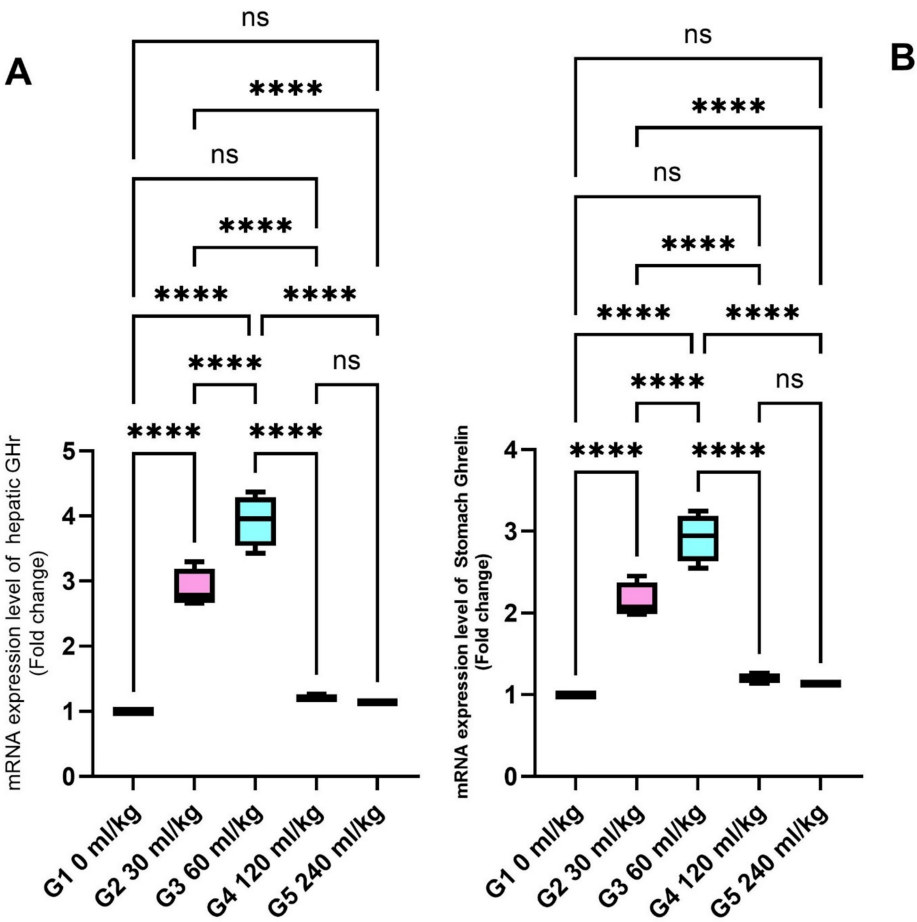 A
ns
****
ns
****
**** ****
**** ns
**** ****
mRNA expression level of hepatic GHr
(Fold change)
5
4
3
2
1
0
G1 0 ml/kg
G2 30 ml/kg
G3 60 ml/kg
G4 120 ml/kg
G5 240 ml/kg
B
ns
****
ns
****
**** ****
**** ns
**** ****
mRNA expression level of Stomach Ghrelin
(Fold change)
4
3
2
1
0
G1 0 ml/kg
G2 30 ml/kg
G3 60 ml/kg
G4 120 ml/kg
G5 240 ml/kg